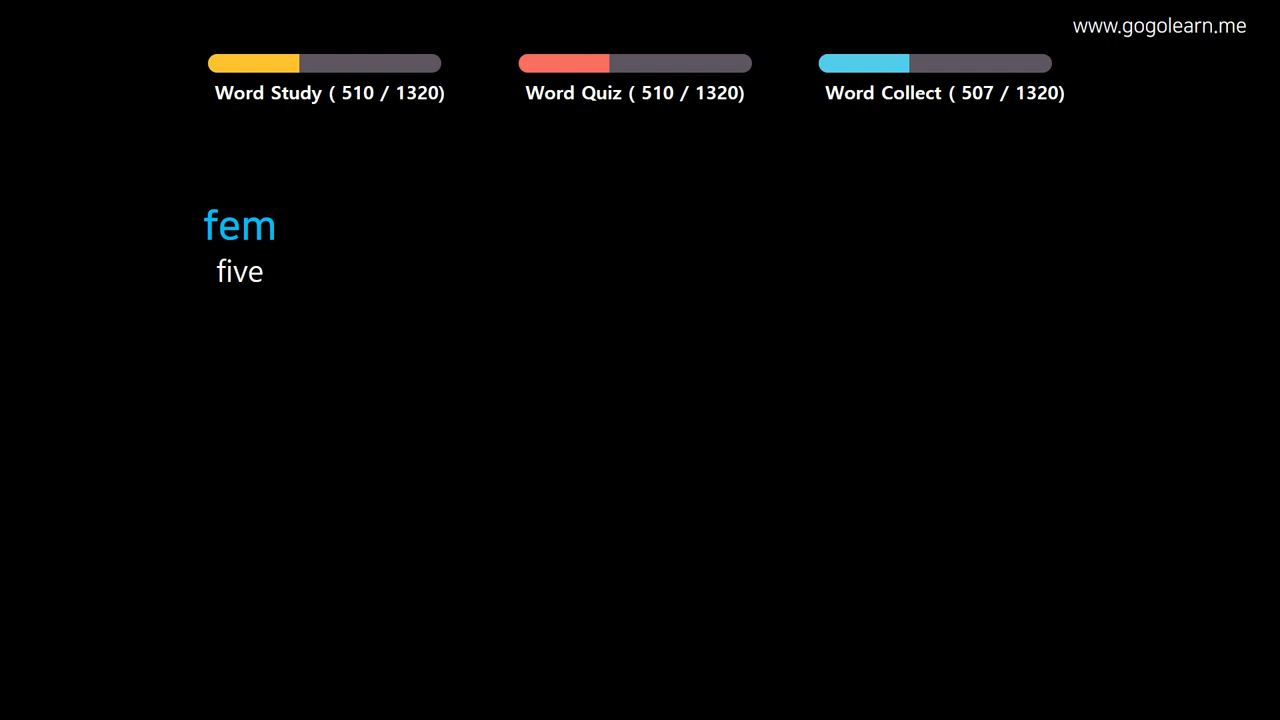 www.gogolearn.me
Word Study ( 510 / 1320)
Word Quiz ( 510 / 1320)
Word Collect ( 507 / 1320)
fem
five